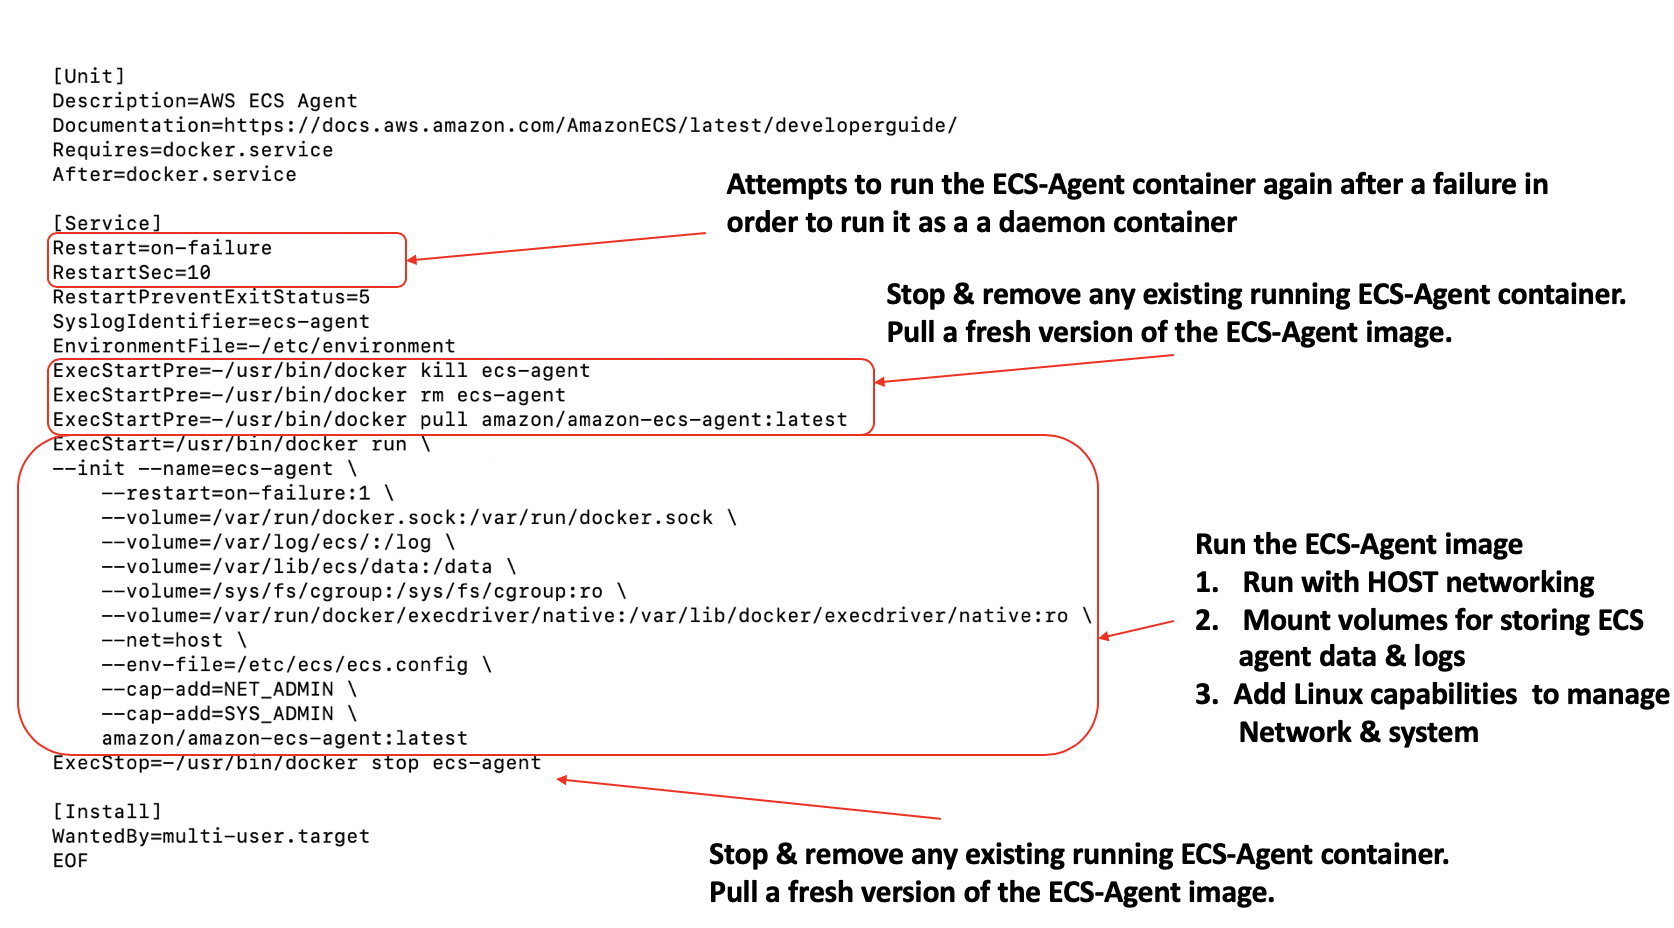 [Unit]
Description=AWS ECS Agent
Documentation=https://docs.aws.amazon.com/AmazonECS/latest/developerguide/
Requires=docker.service
After=docker.service
Attempts to run the ECS-Agent container again after a failure in
order to run it as a a daemon container
[Service]
Restart=on-failure
RestartSec=10
RestartPreventExitStatus=5
SyslogIdentifier=ecs-agent
EnvironmentFile=-/etc/environment
Stop & remove any existing running ECS-Agent container.
Pull a fresh version of the ECS-Agent image.
ExecStartPre=-/usr/bin/docker kill ecs-agent
ExecStartPre=-/usr/bin/docker rm ecs-agent
ExecStartPre=-/usr/bin/docker pull amazon/amazon-ecs-agent:latest
ExecStart=/usr/bin/docker run \
--init --name=ecs-agent \
--restart=on-failure:1 \
--volume=/var/run/docker.sock:/var/run/docker.sock \
--volume=/var/log/ecs/:/log \
--volume=/var/lib/ecs/data:/data \
--volume=/sys/fs/cgroup:/sys/fs/cgroup:ro \
--volume=/var/run/docker/execdriver/native:/var/lib/docker/execdriver/native:ro \
--net=host \
--env-file=/etc/ecs/ecs.config \
--cap-add=NET_ADMIN \
--cap-add=SYS_ADMIN \
amazon/amazon-ecs-agent:latest
Run the ECS-Agent image
1. Run with HOST networking
2. Mount volumes for storing ECS
agent data & logs
3. Add Linux capabilities to manage
Network & system
ExecStop=-/usr/bin/docker stop ecs-agent
[Install]
WantedBy=multi-user.target
EOF
Stop & remove any existing running ECS-Agent container.
Pull a fresh version of the ECS-Agent image.